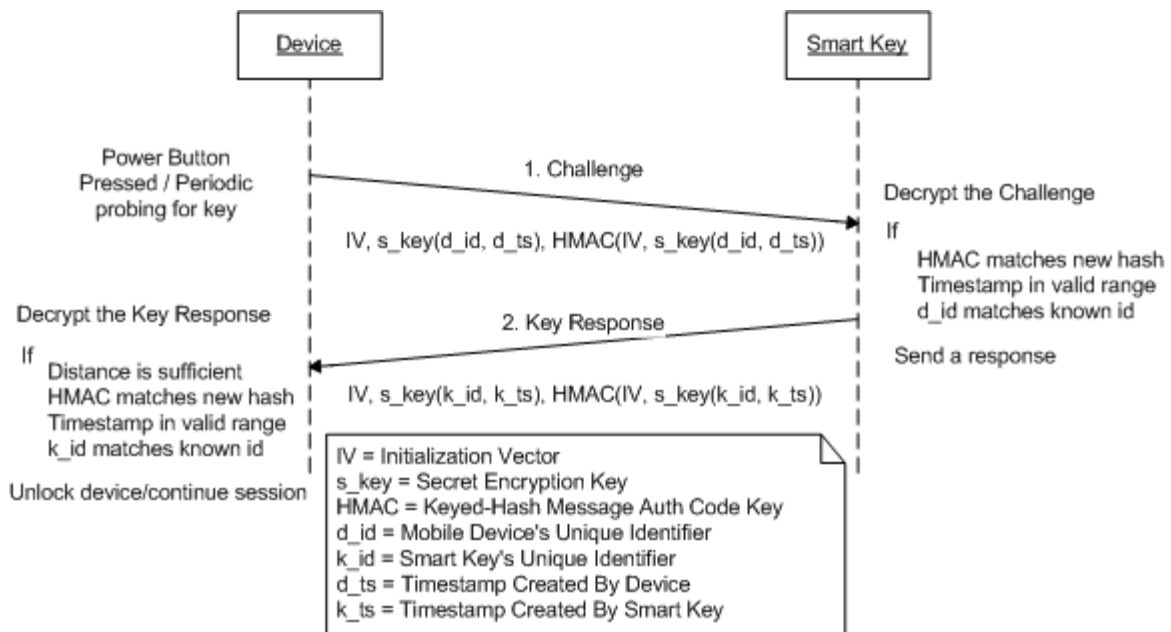 Device
Smart Key
Power Button
Pressed / Periodic
probing for key
1. Challenge
IV, s_key(d_id, d_ts), HMAC(IV, s_key(d_id, d_ts))
Decrypt the Challenge
If
HMAC matches new hash
Timestamp in valid range
d_id matches known id
Send a response
2. Key Response
IV, s_key(k_id, k_ts), HMAC(IV, s_key(k_id, k_ts))
Decrypt the Key Response
If
Distance is sufficient
HMAC matches new hash
Timestamp in valid range
k_id matches known id
Unlock device/continue session
IV = Initialization Vector
s_key = Secret Encryption Key
HMAC = Keyed-Hash Message Auth Code Key
d_id = Mobile Device's Unique Identifier
k_id = Smart Key's Unique Identifier
d_ts = Timestamp Created By Device
k_ts = Timestamp Created By Smart Key